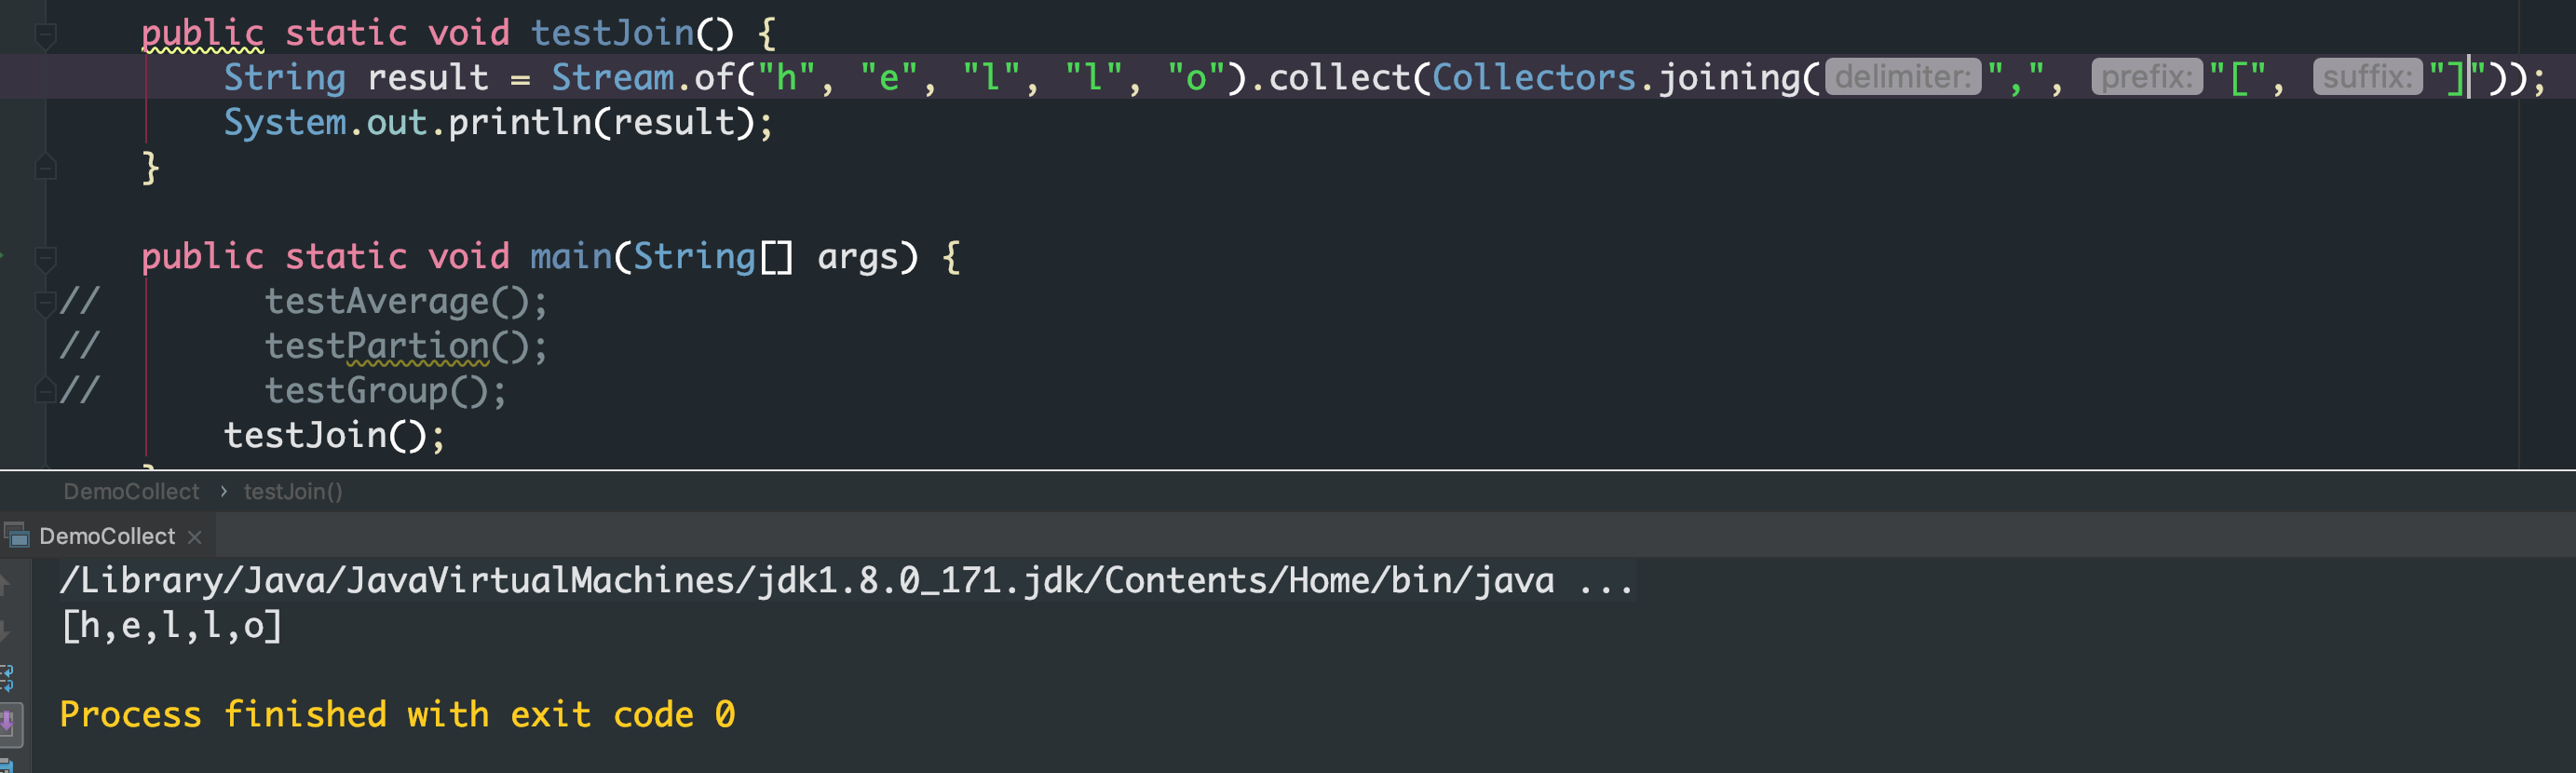 public static void testJoin() {
String result = Stream.of("h", "e", "l", "l", "o").collect(Collectors.joining( delimiter: ",", prefix: "[", suffix: "]"));
System.out.println(result);
}
public static void main(String[] args) {
// testAverage();
// testPartion();
// testGroup();
testJoin();
DemoCollect › testJoin()
DemoCollect ×
/Library/Java/JavaVirtualMachines/jdk1.8.0_171.jdk/Contents/Home/bin/java ...
[h,e,l,l,o]
Process finished with exit code 0